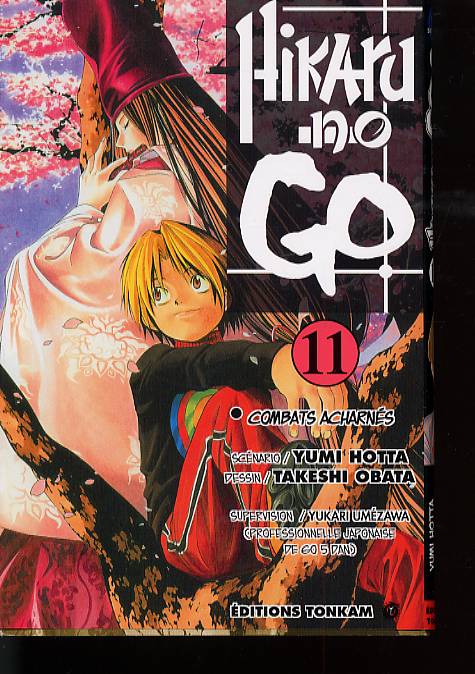 HiKARU
no
GO
11
COMBATS ACHARNÉS
SCÉNARIO / YUMI HOTTA
DESSIN / TAKESHI OBATA
SUPERVISION / YUKARI UMÉZAWA
(PROFESSIONNELLE JAPONAISE
DE GO 5 DAN)
ÉDITIONS TONKAM
YUMI HOTTA